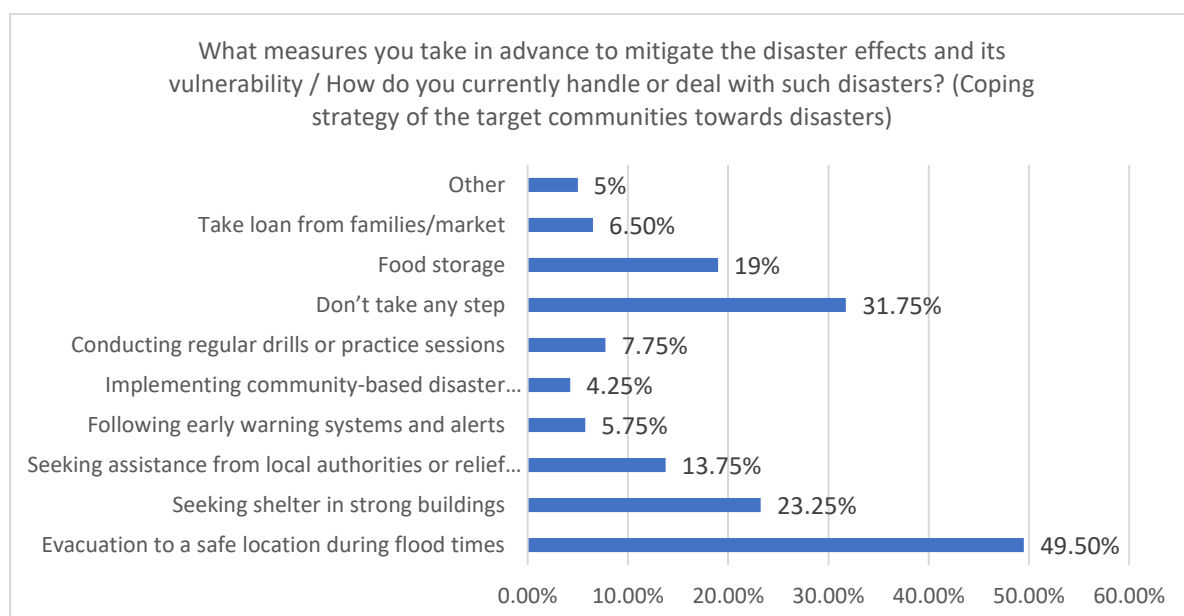 What measures you take in advance to mitigate the disaster effects and its
vulnerability / How do you currently handle or deal with such disasters? (Coping
strategy of the target communities towards disasters)
Other 5%
Take loan from families/market 6.50%
Food storage 19%
Don’t take any step 31.75%
Conducting regular drills or practice sessions 7.75%
Implementing community-based disaster… 4.25%
Following early warning systems and alerts 5.75%
Seeking assistance from local authorities or relief… 13.75%
Seeking shelter in strong buildings 23.25%
Evacuation to a safe location during flood times 49.50%
0.00% 10.00% 20.00% 30.00% 40.00% 50.00% 60.00%